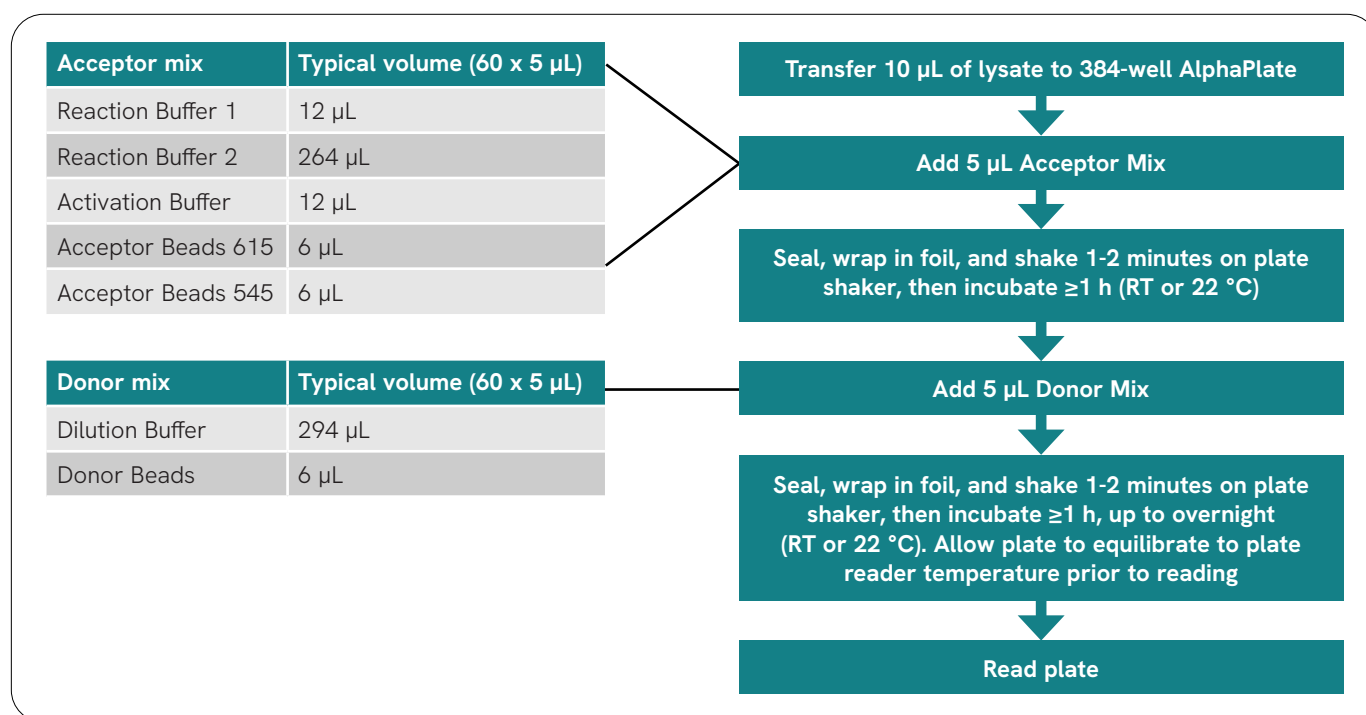 Acceptor mix Typical volume (60 x 5 µL)
Reaction Buffer 1 12 µL
Reaction Buffer 2 264 µL
Activation Buffer 12 µL
Acceptor Beads 615 6 µL
Acceptor Beads 545 6 µL
Donor mix Typical volume (60 x 5 µL)
Dilution Buffer 294 µL
Donor Beads 6 µL
Transfer 10 µL of lysate to 384-well AlphaPlate
Add 5 µL Acceptor Mix
Seal, wrap in foil, and shake 1-2 minutes on plate
shaker, then incubate ≥1 h (RT or 22 °C)
Add 5 µL Donor Mix
Seal, wrap in foil, and shake 1-2 minutes on plate
shaker, then incubate ≥1 h, up to overnight
(RT or 22 °C). Allow plate to equilibrate to plate
reader temperature prior to reading
Read plate